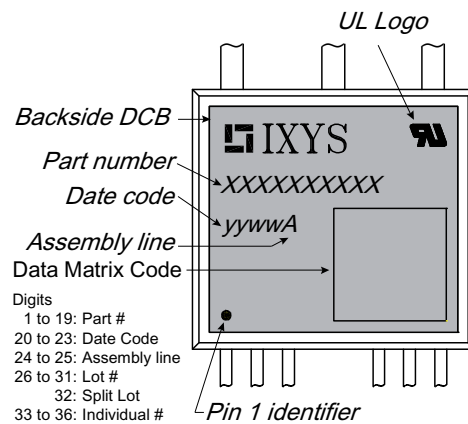 UL Logo
Backside DCB
IXYS
Part number
XXXXXXXXXX
Date code
yywwA
Assembly line
Data Matrix Code
Digits
1 to 19: Part #
20 to 23: Date Code
24 to 25: Assembly line
26 to 31: Lot #
32: Split Lot
33 to 36: Individual #
Pin 1 identifier